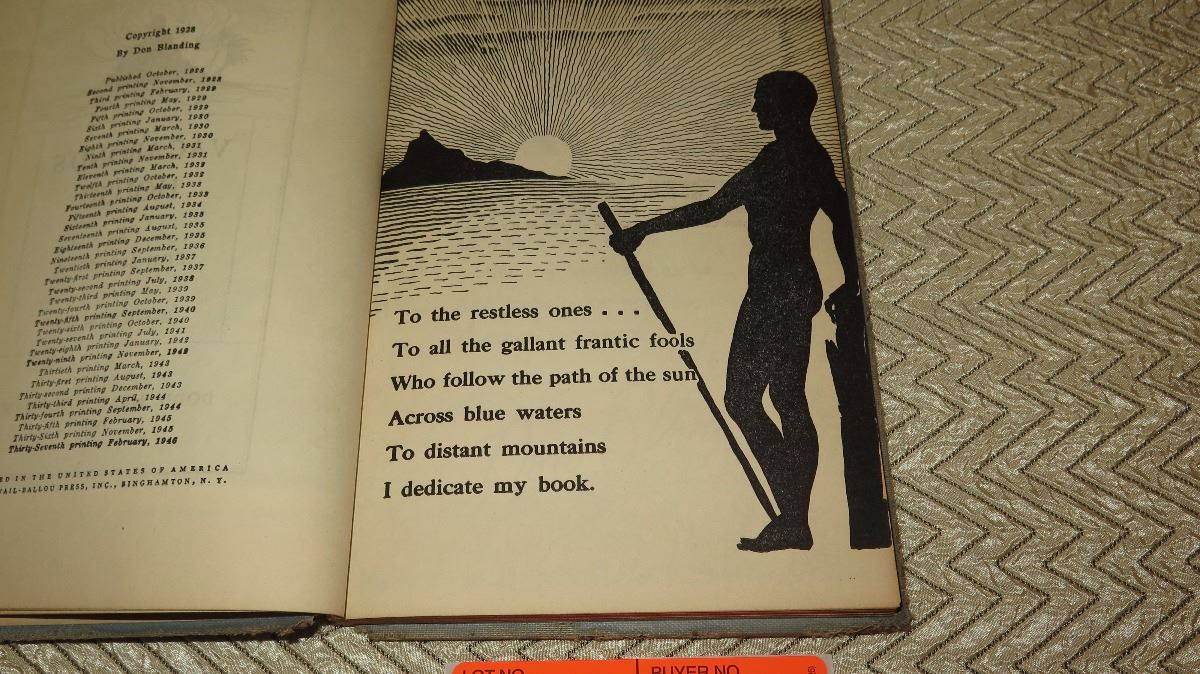 Copyright 1928
By Don Blanding
Published October, 1928
Second printing November, 1928
Third printing February, 1929
Fourth printing May, 1929
Fifth printing October, 1929
Sixth printing January, 1930
Seventh printing March, 1930
Eighth printing November, 1930
Ninth printing March, 1931
Tenth printing November, 1931
Eleventh printing March, 1932
Twelfth printing October, 1932
Thirteenth printing May, 1933
Fourteenth printing October, 1933
Fifteenth printing August, 1934
Sixteenth printing January, 1935
Seventeenth printing August, 1935
Eighteenth printing December, 1935
Nineteenth printing September, 1936
Twentieth printing January, 1937
Twenty-first printing September, 1937
Twenty-second printing July, 1938
Twenty-third printing May, 1939
Twenty-fourth printing October, 1939
Twenty-fifth printing September, 1940
Twenty-sixth printing October, 1940
Twenty-seventh printing July, 1941
Twenty-eighth printing January, 1942
Twenty-ninth printing November, 1942
Thirtieth printing March, 1943
Thirty-first printing August, 1943
Thirty-second printing December, 1943
Thirty-third printing April, 1944
Thirty-fourth printing September, 1944
Thirty-fifth printing February, 1945
Thirty-Sixth printing November, 1945
Thirty-Seventh printing February, 1946
ED IN THE UNITED STATES OF AMERICA
VAIL-BALLOU PRESS, INC., BINGHAMTON, N. Y.
To the restless ones . . .
To all the gallant frantic fools
Who follow the path of the sun
Across blue waters
To distant mountains
I dedicate my book.
LOT NO.
BUYER NO.